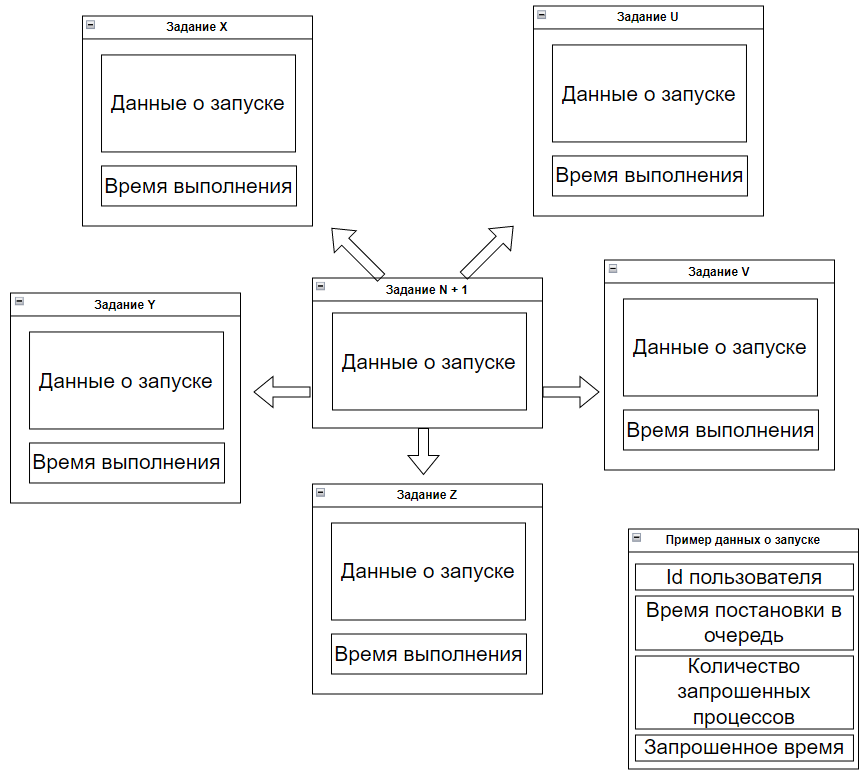 Задание X
Данные о запуске
Время выполнения
Задание U
Данные о запуске
Время выполнения
Задание Y
Данные о запуске
Время выполнения
Задание N + 1
Данные о запуске
Задание V
Данные о запуске
Время выполнения
Задание Z
Данные о запуске
Время выполнения
Пример данных о запуске
Id пользователя
Время постановки в
очередь
Количество
запрошенных
процессов
Запрошенное время